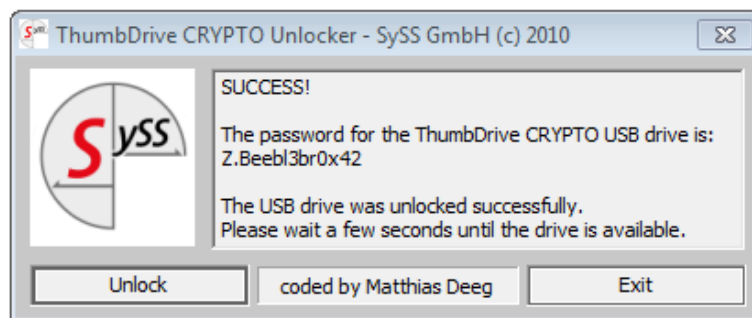 ThumbDrive CRYPTO Unlocker - SySS GmbH (c) 2010
SySS
SUCCESS!
The password for the ThumbDrive CRYPTO USB drive is:
Z.Beebl3br0x42
The USB drive was unlocked successfully.
Please wait a few seconds until the drive is available.
Unlock
coded by Matthias Deeg
Exit